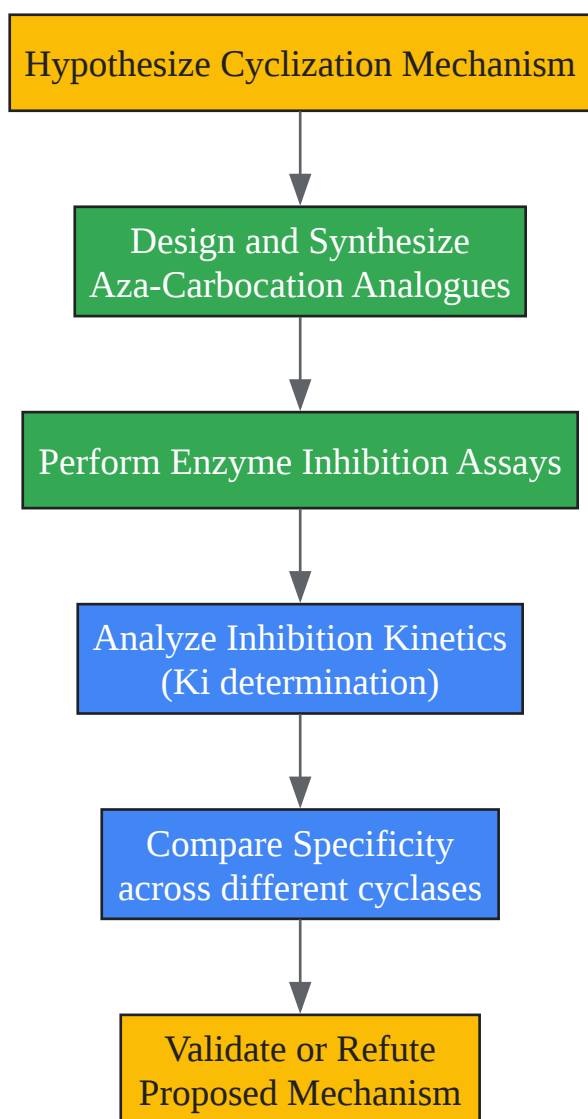 Hypothesize Cyclization Mechanism
Design and Synthesize
Aza-Carbocation Analogues
Perform Enzyme Inhibition Assays
Analyze Inhibition Kinetics
(Ki determination)
Compare Specificity
across different cyclases
Validate or Refute
Proposed Mechanism